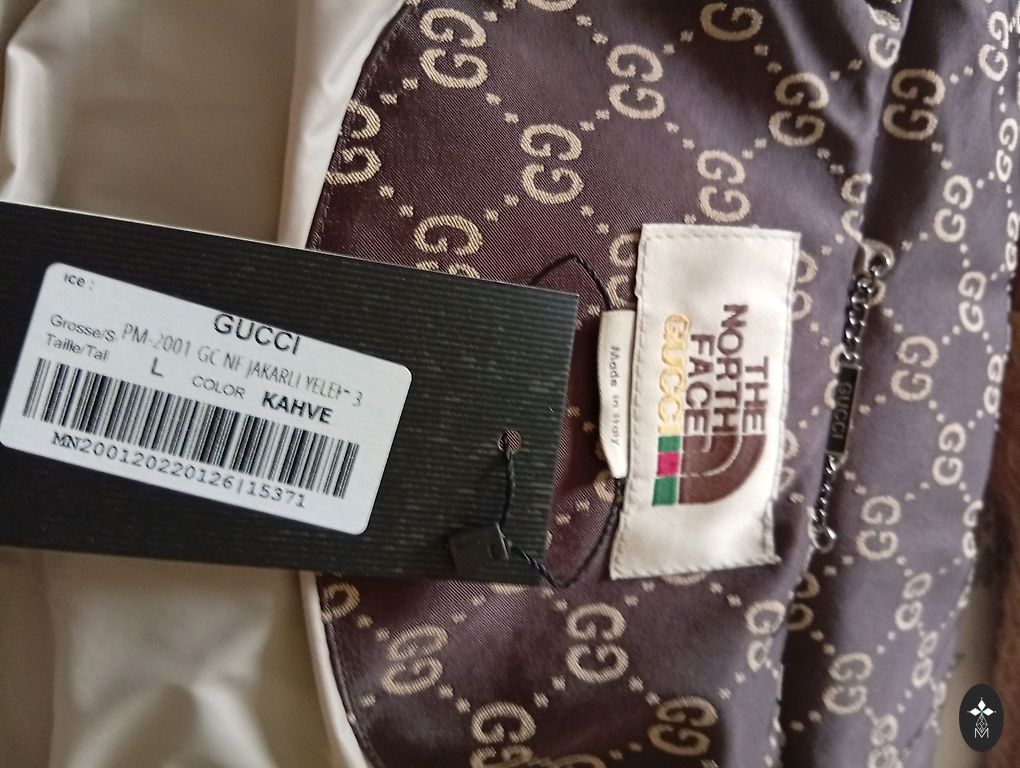 Ice :
GUCCI
Grosse/S
PM-2001 GC NF JAKARLI
3
Taille/Tal
L
COLOR
KAHVE
MN200120220126|15371
Made in Italy
THE
NORTH
FACE
GUCCI
GUCCI
M